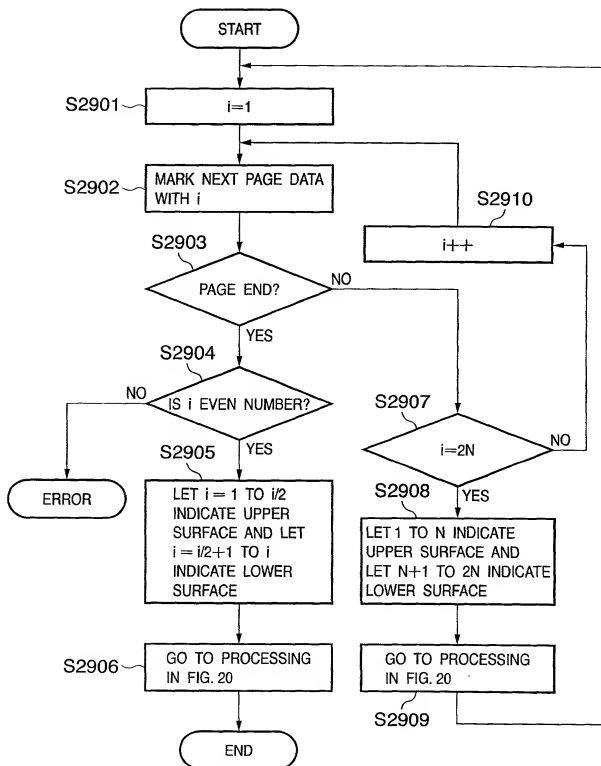 START
S2901
i=1
S2902
MARK NEXT PAGE DATA
WITH i
S2910
i++
S2903
PAGE END?
NO
YES
S2904
IS i EVEN NUMBER?
NO
YES
ERROR
S2907
i=2N
NO
YES
S2905
LET i = 1 TO i/2
INDICATE UPPER
SURFACE AND LET
i = i/2+1 TO i
INDICATE LOWER
SURFACE
S2908
LET 1 TO N INDICATE
UPPER SURFACE AND
LET N+1 TO 2N INDICATE
LOWER SURFACE
S2906
GO TO PROCESSING
IN FIG. 20
GO TO PROCESSING
IN FIG. 20
S2909
END